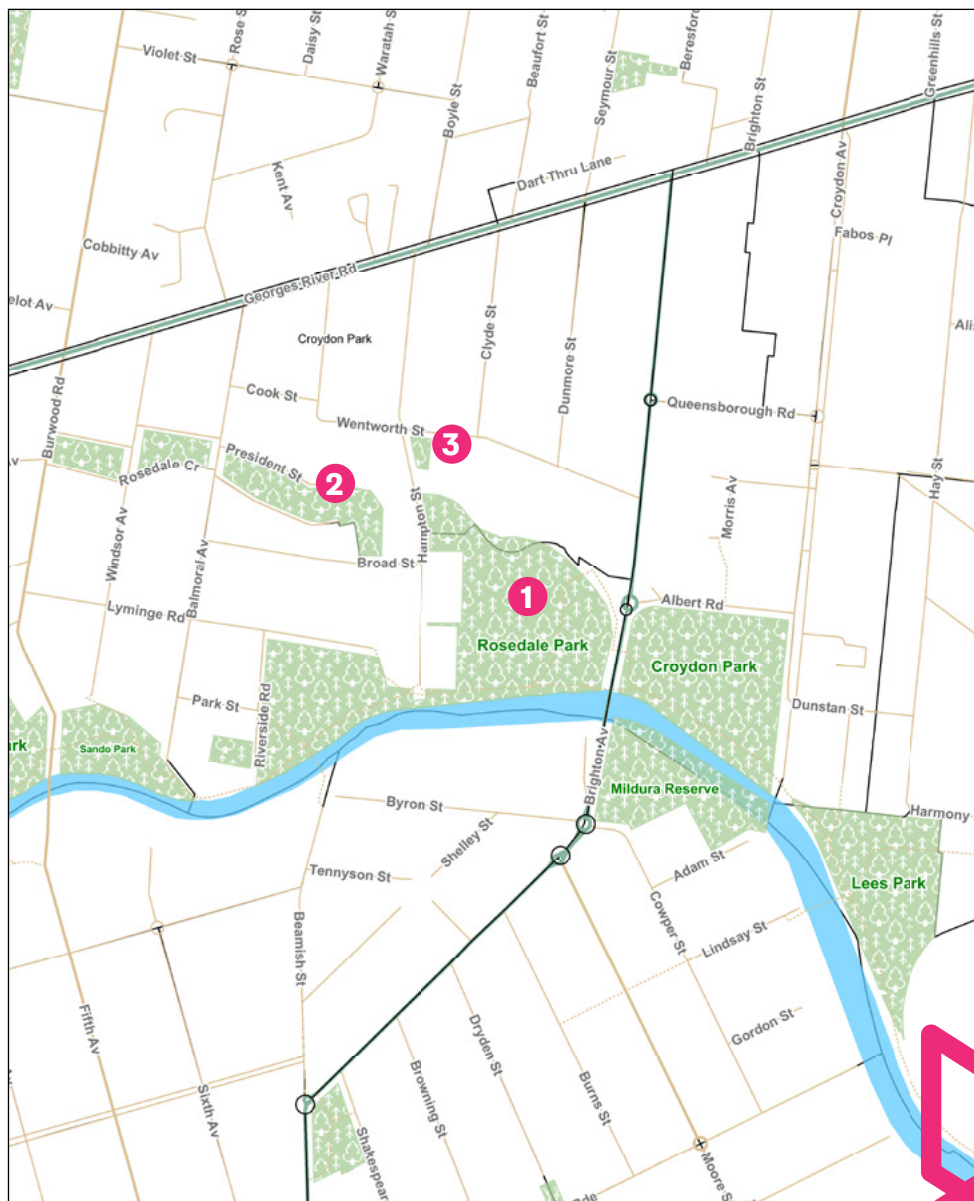 Violet St
Rose S
Daisy St
Waratah St
Boyle St
Beaufort St
Seymour St
Beresford
Brighton St
Greenhills St
Dart Thru Lane
Croydon Av
Kent Av
Fabos Pl
Cobbitty Av
Georges River Rd
elot Av
Clyde St
Dunmore St
Alis
Croydon Park
Burwood Rd
Cook St
Queensborough Rd
Wentworth St
3
Av
Rosedale Cr
President St
2
Hampton St
Morris Av
Hay St
Windsor Av
Balmoral Av
Broad St
1
Albert Rd
Lyminge Rd
Rosedale Park
Croydon Park
Park St
Riverside Rd
Dunstan St
rk
Sando Park
Brighton Av
Mildura Reserve
Byron St
Harmony
Shelley St
Adam St
Tennyson St
Lees Park
Beamish St
Cowper St
Lindsay St
Fifth Av
Gordon St
Dryden St
Sixth Av
Browning St
Burns St
Shakespear
Moore S